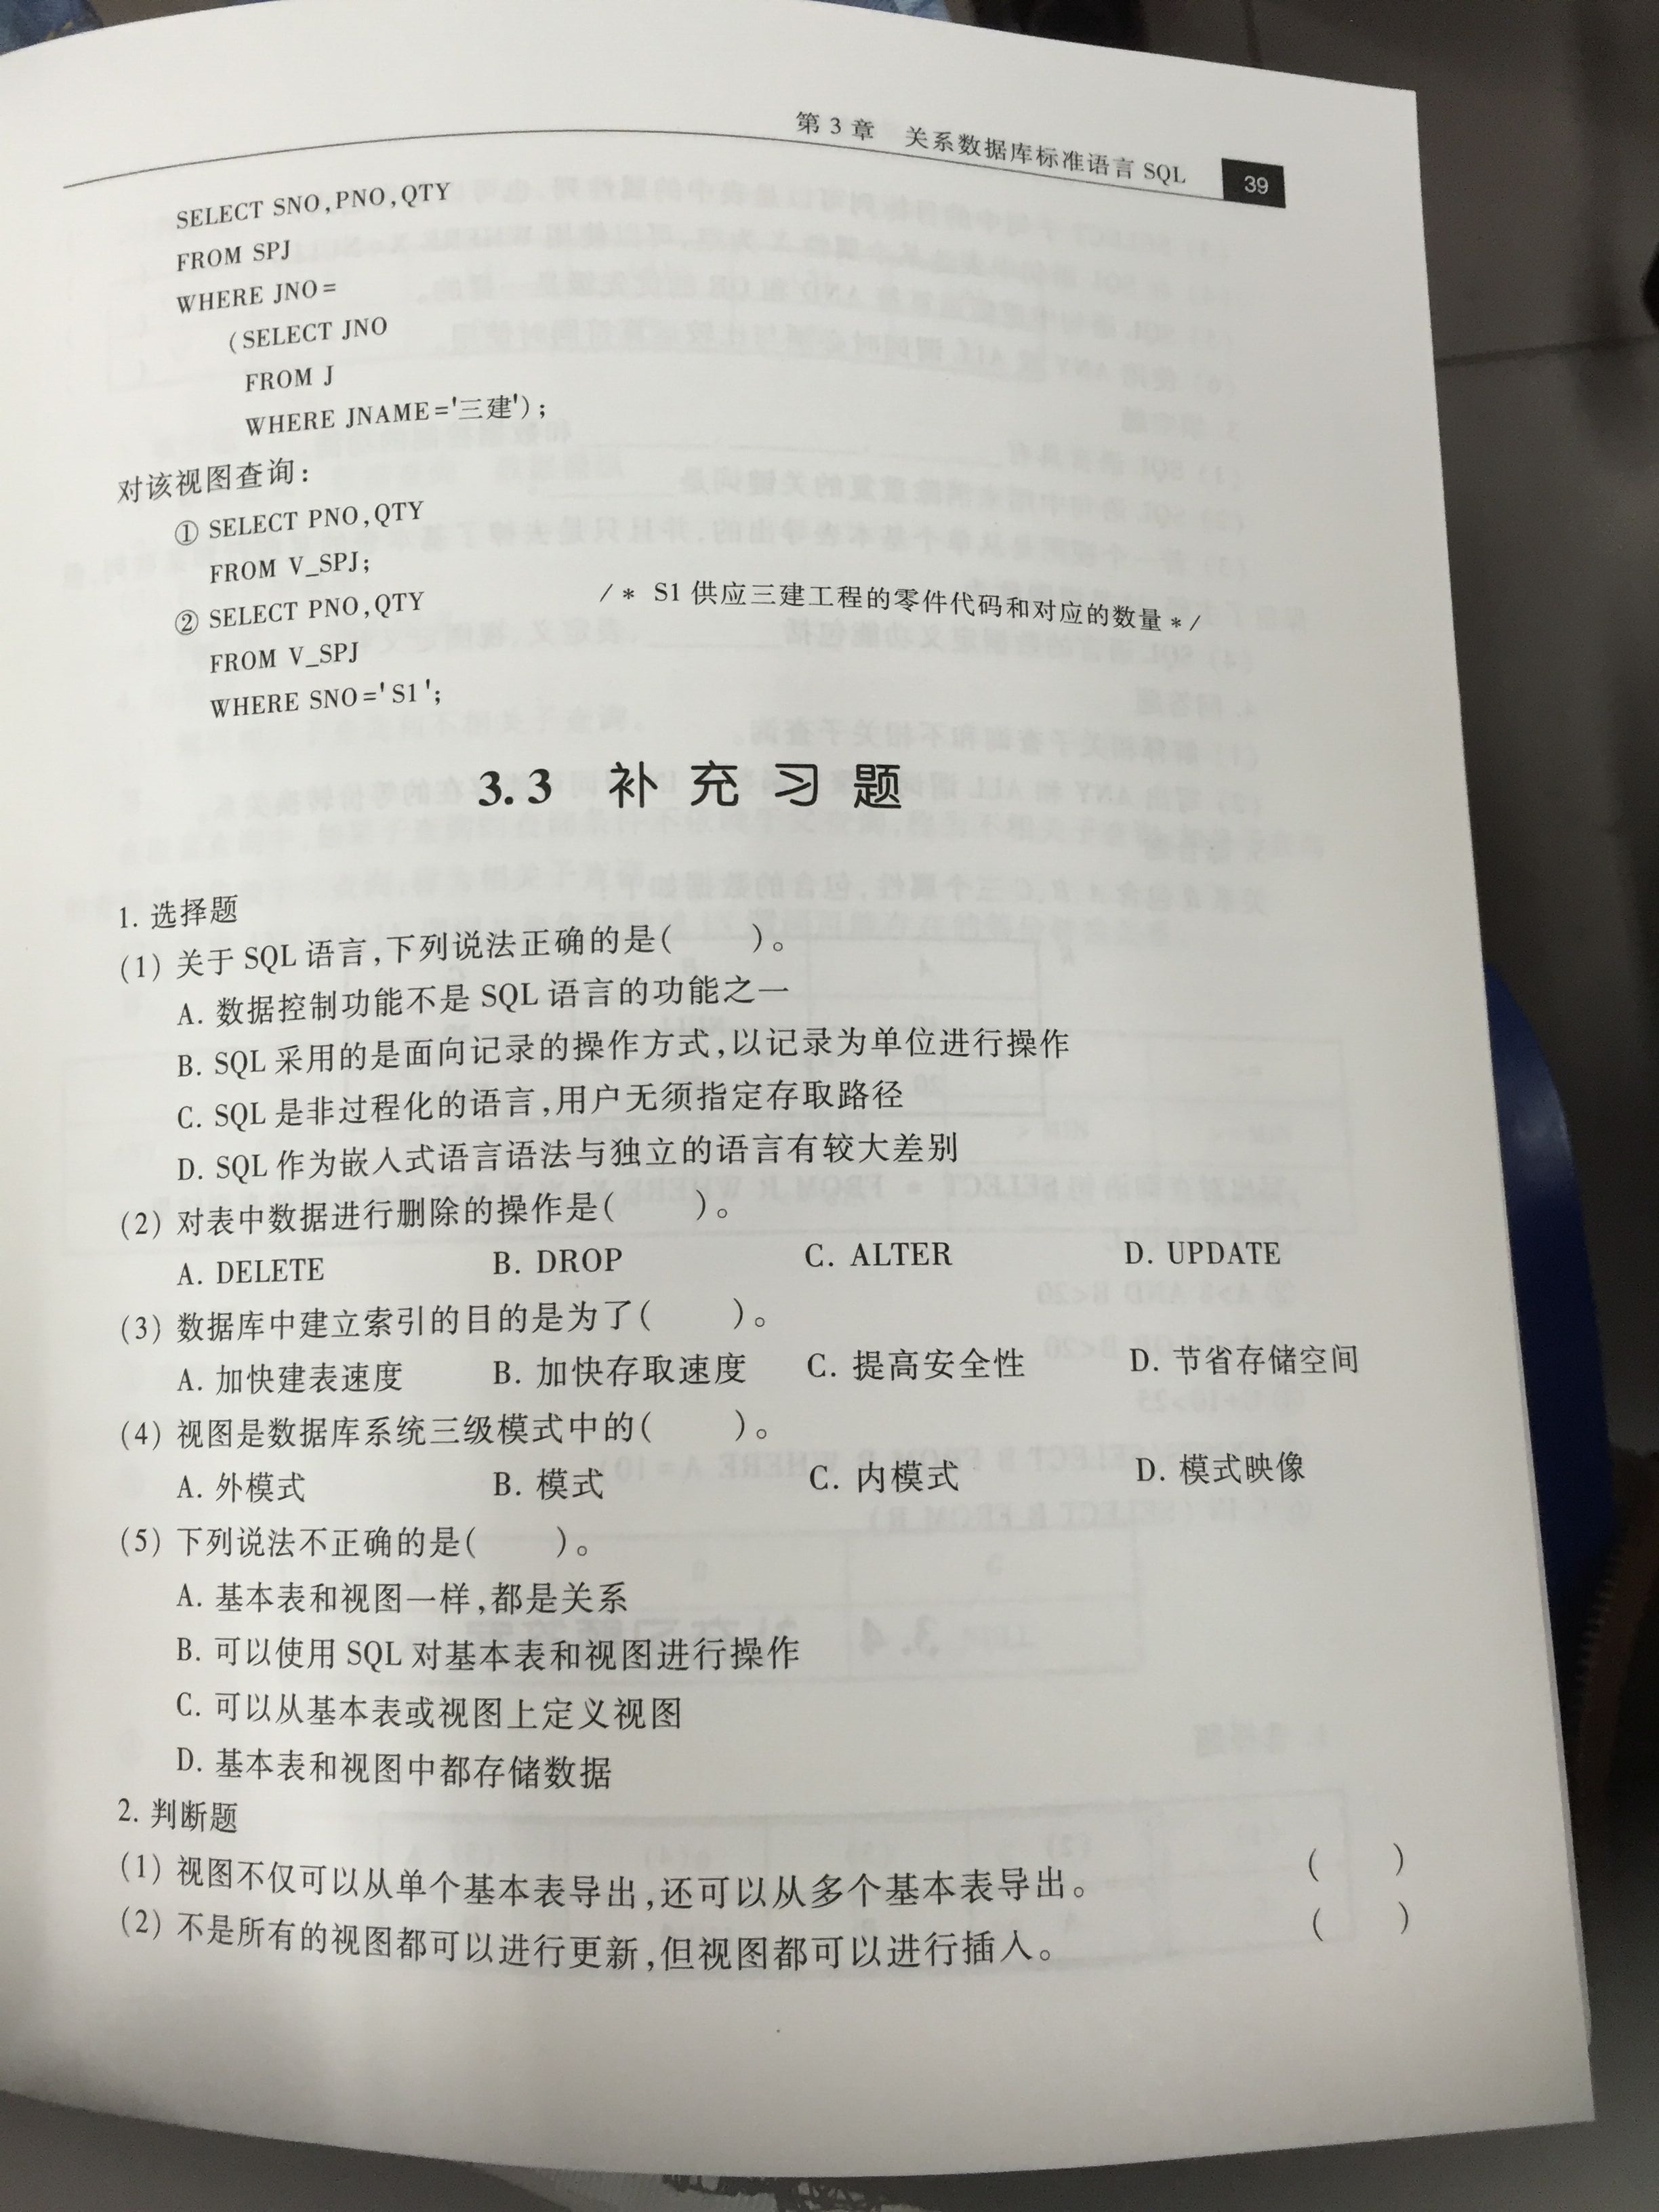 第 3 章 关系数据库标准语言 SQL 39
SELECT SNO,PNO,QTY
FROM SPJ
WHERE JNO=
(SELECT JNO
FROM J
WHERE JNAME='三建');
对该视图查询:
① SELECT PNO,QTY
FROM V_SPJ;
② SELECT PNO,QTY /* S1 供应三建工程的零件代码和对应的数量 */
FROM V_SPJ
WHERE SNO='S1';
3.3 补充习题
1. 选择题
(1) 关于 SQL 语言,下列说法正确的是( )。
A. 数据控制功能不是 SQL 语言的功能之一
B. SQL 采用的是面向记录的操作方式,以记录为单位进行操作
C. SQL 是非过程化的语言,用户无须指定存取路径
D. SQL 作为嵌入式语言语法与独立的语言有较大差别
(2) 对表中数据进行删除的操作是( )。
A. DELETE B. DROP C. ALTER D. UPDATE
(3) 数据库中建立索引的目的是为了( )。
A. 加快建表速度 B. 加快存取速度 C. 提高安全性 D. 节省存储空间
(4) 视图是数据库系统三级模式中的( )。
A. 外模式 B. 模式 C. 内模式 D. 模式映像
(5) 下列说法不正确的是( )。
A. 基本表和视图一样,都是关系
B. 可以使用 SQL 对基本表和视图进行操作
C. 可以从基本表或视图上定义视图
D. 基本表和视图中都存储数据
2. 判断题
(1) 视图不仅可以从单个基本表导出,还可以从多个基本表导出。 ( )
(2) 不是所有的视图都可以进行更新,但视图都可以进行插入。 ( )